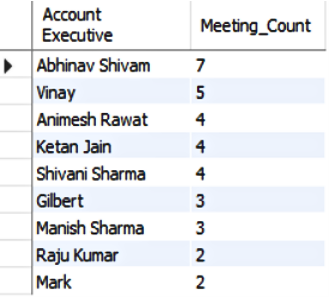 Account
Executive Meeting_Count
Abhinav Shivam 7
Vinay 5
Animesh Rawat 4
Ketan Jain 4
Shivani Sharma 4
Gilbert 3
Manish Sharma 3
Raju Kumar 2
Mark 2